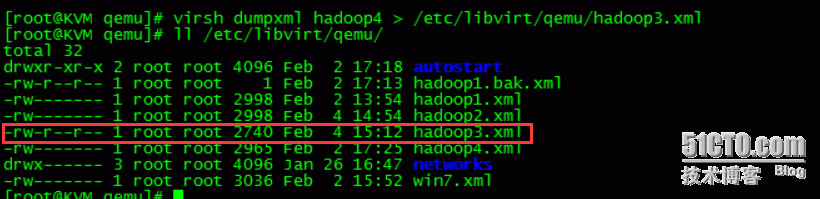 [root@KVM qemu]# virsh dumpxml hadoop4 > /etc/libvirt/qemu/hadoop3.xml
[root@KVM qemu]# ll /etc/libvirt/qemu/
total 32
drwxr-xr-x 2 root root 4096 Feb  2 17:18 autostart
-rw-r--r-- 1 root root    1 Feb  2 17:13 hadoop1.bak.xml
-rw------- 1 root root 2998 Feb  2 13:54 hadoop1.xml
-rw------- 1 root root 2998 Feb  4 14:54 hadoop2.xml
-rw-r--r-- 1 root root 2740 Feb  4 15:12 hadoop3.xml
-rw------- 1 root root 2965 Feb  2 17:25 hadoop4.xml
drwx------ 3 root root 4096 Jan 26 16:47 networks
-rw------- 1 root root 3036 Feb  2 15:52 win7.xml
[root@KVM qemu]#
51CTO.com
技术博客 Blog